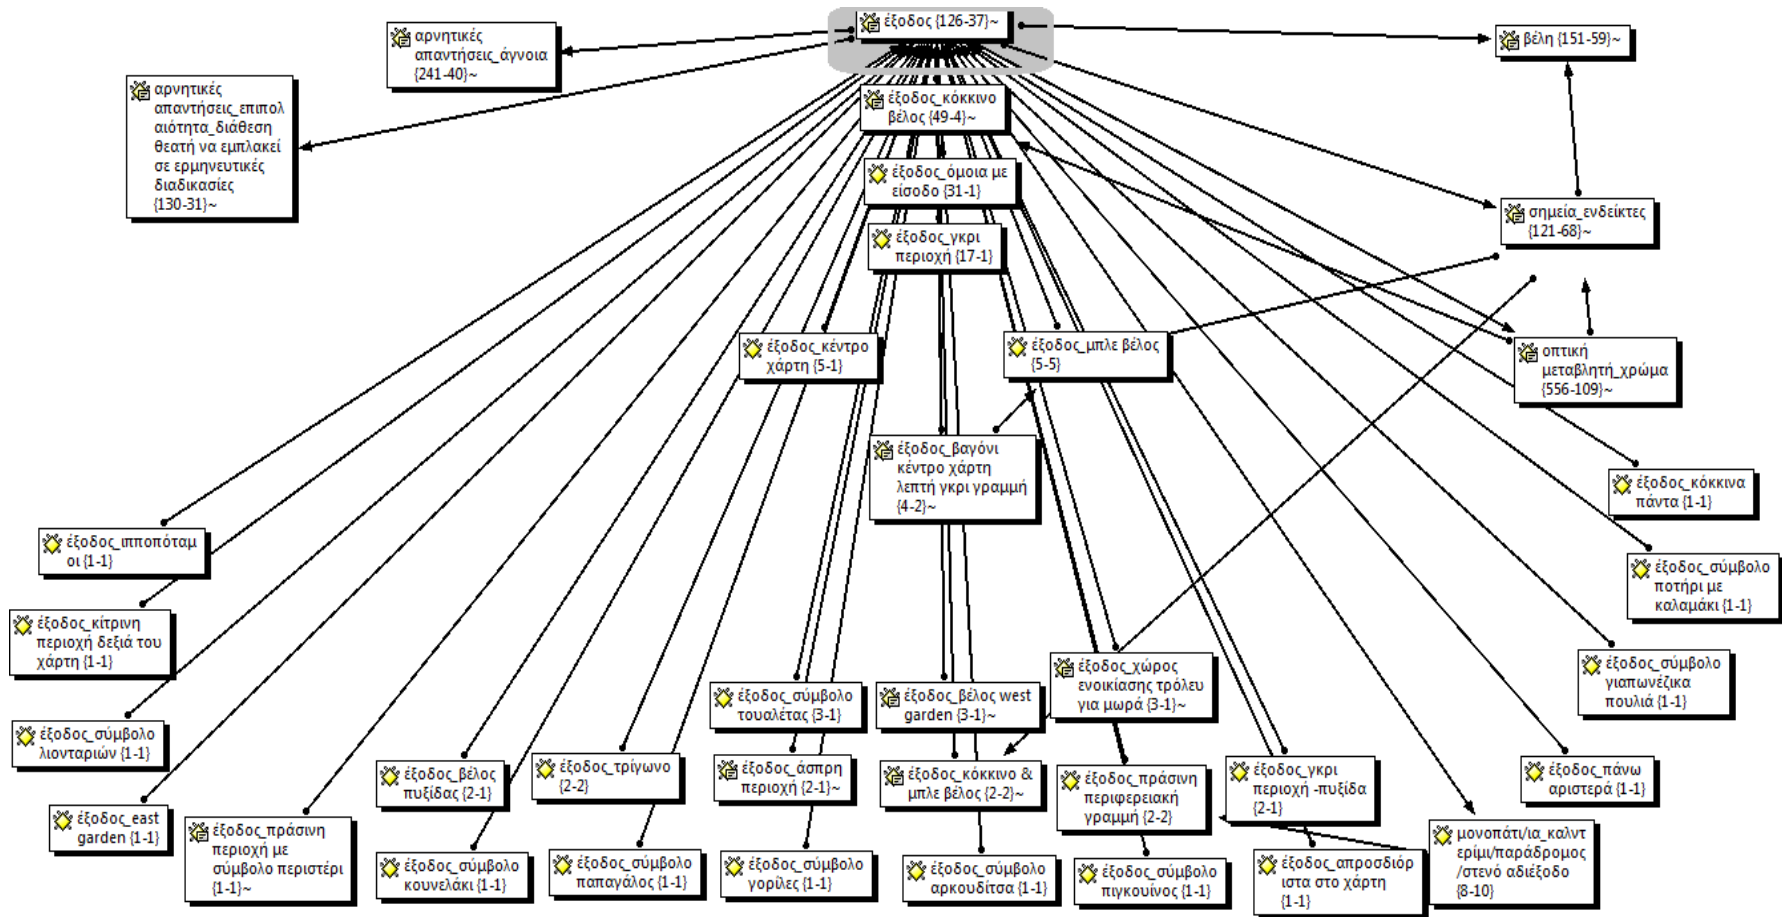 έξοδος {126-37}~
αρνητικές
απαντήσεις_άγνοια
{241-40}~
βέλη {151-59}~
αρνητικές
απαντήσεις_επιπολ
αιότητα_διάθεση
θεατή να εμπλακεί
σε ερμηνευτικές
διαδικασίες
{130-31}~
έξοδος_κόκκινο
βέλος {49-4}~
έξοδος_όμοια με
είσοδο {31-1}
σημεία_ενδείκτες
{121-68}~
έξοδος_γκρι
περιοχή {17-1}
έξοδος_κέντρο
χάρτη {5-1}
έξοδος_μπλε βέλος
{5-5}
οπτική
μεταβλητή_χρώμα
{556-109}~
έξοδος_βαγόνι
κέντρο χάρτη
λεπτή γκρι γραμμή
{4-2}~
έξοδος_κόκκινα
πάντα {1-1}
έξοδος_ιπποπόταμ
οι {1-1}
έξοδος_σύμβολο
ποτήρι με
καλαμάκι {1-1}
έξοδος_κίτρινη
περιοχή δεξιά του
χάρτη {1-1}
έξοδος_χώρος
ενοικίασης τρόλευ
για μωρά {3-1}~
έξοδος_σύμβολο
γιαπωνέζικα
πουλιά {1-1}
έξοδος_σύμβολο
τουαλέτας {3-1}
έξοδος_βέλος west
garden {3-1}~
έξοδος_σύμβολο
λιονταριών {1-1}
έξοδος_βέλος
πυξίδας {2-1}
έξοδος_τρίγωνο
{2-2}
έξοδος_άσπρη
περιοχή {2-1}~
έξοδος_κόκκινο &
μπλε βέλος {2-2}~
έξοδος_πράσινη
περιφερειακή
γραμμή {2-2}
έξοδος_γκρι
περιοχή -πυξίδα
{2-1}
έξοδος_πάνω
αριστερά {1-1}
έξοδος_east
garden {1-1}
έξοδος_πράσινη
περιοχή με
σύμβολο περιστέρι
{1-1}~
έξοδος_σύμβολο
κουνελάκι {1-1}
έξοδος_σύμβολο
παπαγάλος {1-1}
έξοδος_σύμβολο
γορίλες {1-1}
έξοδος_σύμβολο
αρκουδίτσα {1-1}
έξοδος_σύμβολο
πιγκουίνος {1-1}
έξοδος_απροσδιόρ
ιστα στο χάρτη
{1-1}
μονοπάτι/ια_καλντ
ερίμι/παράδρομος
/στενό αδιέξοδο
{8-10}